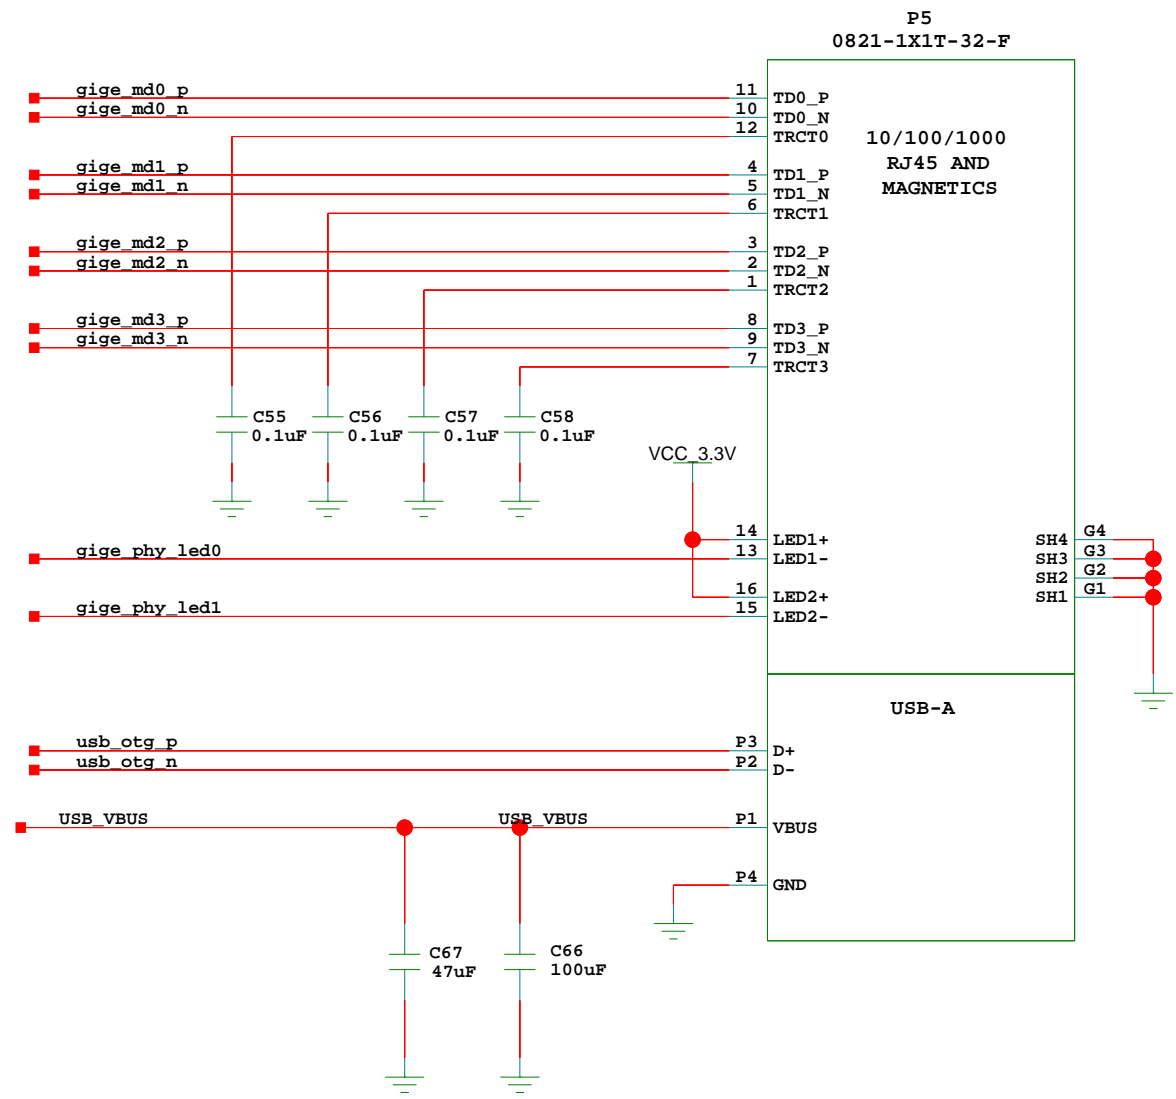 P5
0821-1X1T-32-F
10/100/1000
RJ45 AND
MAGNETICS
gige_md0_p 11 TD0_P
gige_md0_n 10 TD0_N
12 TRCT0
gige_md1_p 4 TD1_P
gige_md1_n 5 TD1_N
6 TRCT1
gige_md2_p 3 TD2_P
gige_md2_n 2 TD2_N
1 TRCT2
gige_md3_p 8 TD3_P
gige_md3_n 9 TD3_N
7 TRCT3
C55 C56 C57 C58
0.1uF 0.1uF 0.1uF 0.1uF
VCC_3.3V
14 LED1+ SH4 G4
gige_phy_led0 13 LED1- SH3 G3
SH2 G2
16 LED2+ SH1 G1
gige_phy_led1 15 LED2-
USB-A
usb_otg_p P3 D+
usb_otg_n P2 D-
USB_VBUS USB_VBUS P1 VBUS
P4 GND
C67 C66
47uF 100uF